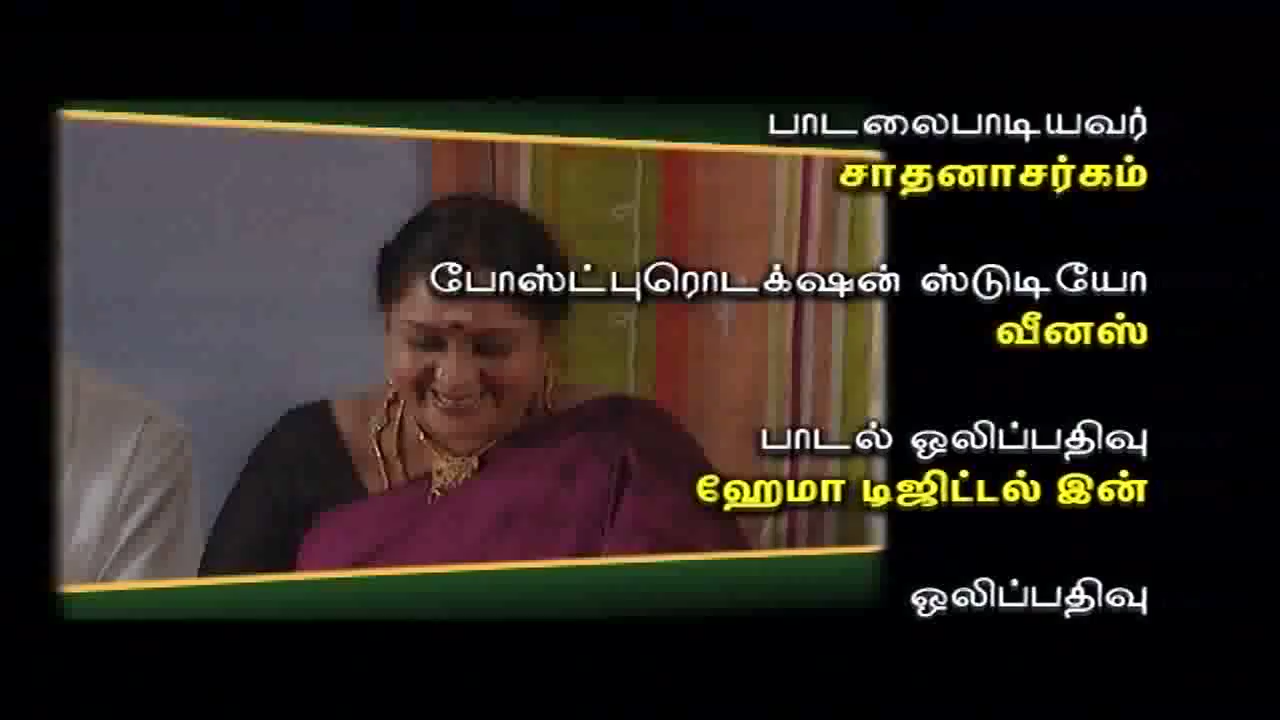 பாடலைபாடியவர்
சாதனாசர்கம்
போஸ்ட்புரொடக்‌ஷன் ஸ்டுடியோ
வீனஸ்
பாடல் ஒலிப்பதிவு
ஹேமா டிஜிட்டல் இன்
ஒலிப்பதிவு